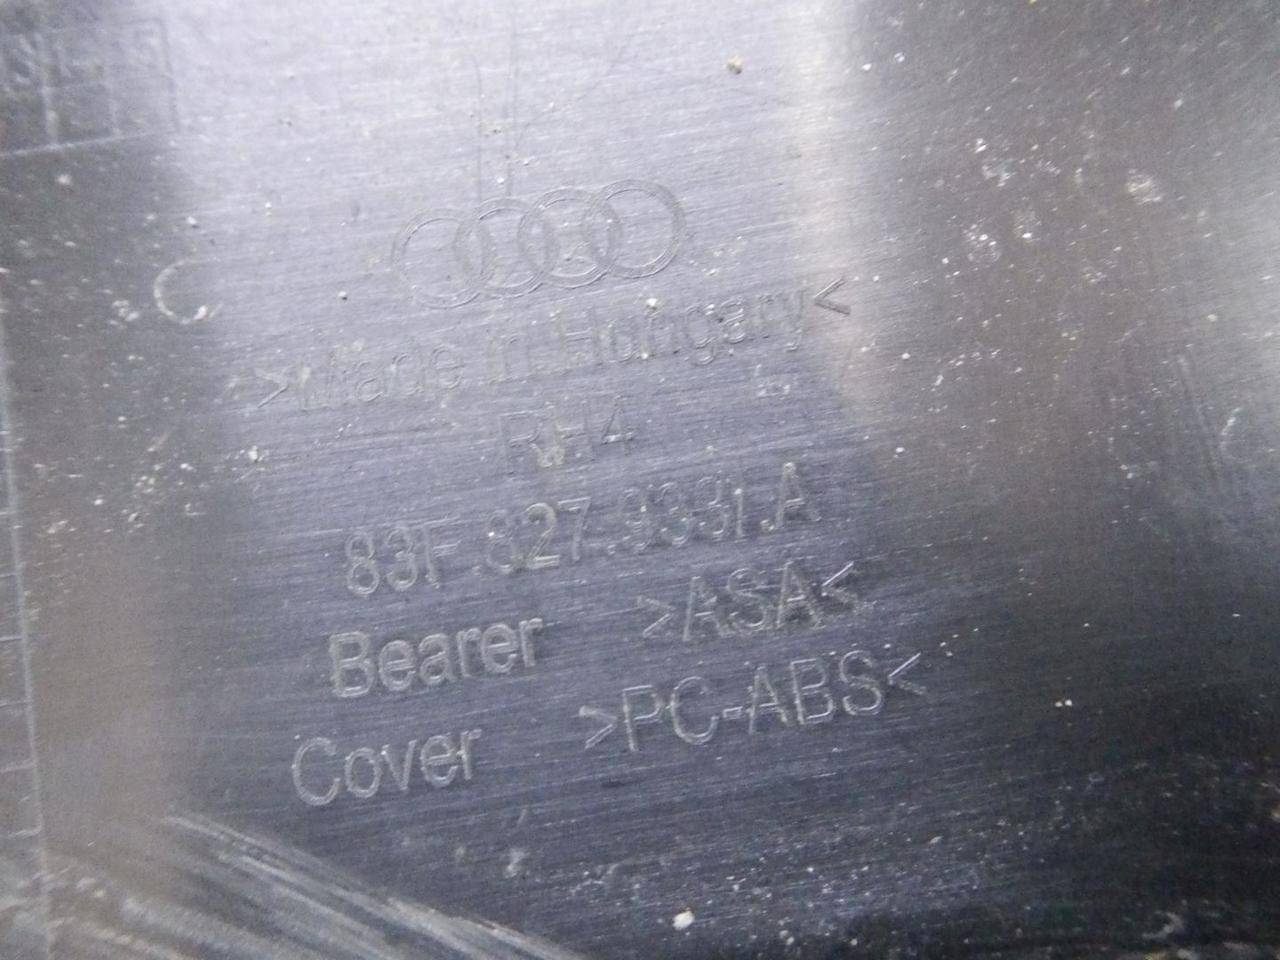 >Made in Hungary<
RH4
83F.827.933.A
Bearer >ASA<
Cover >PC-ABS<